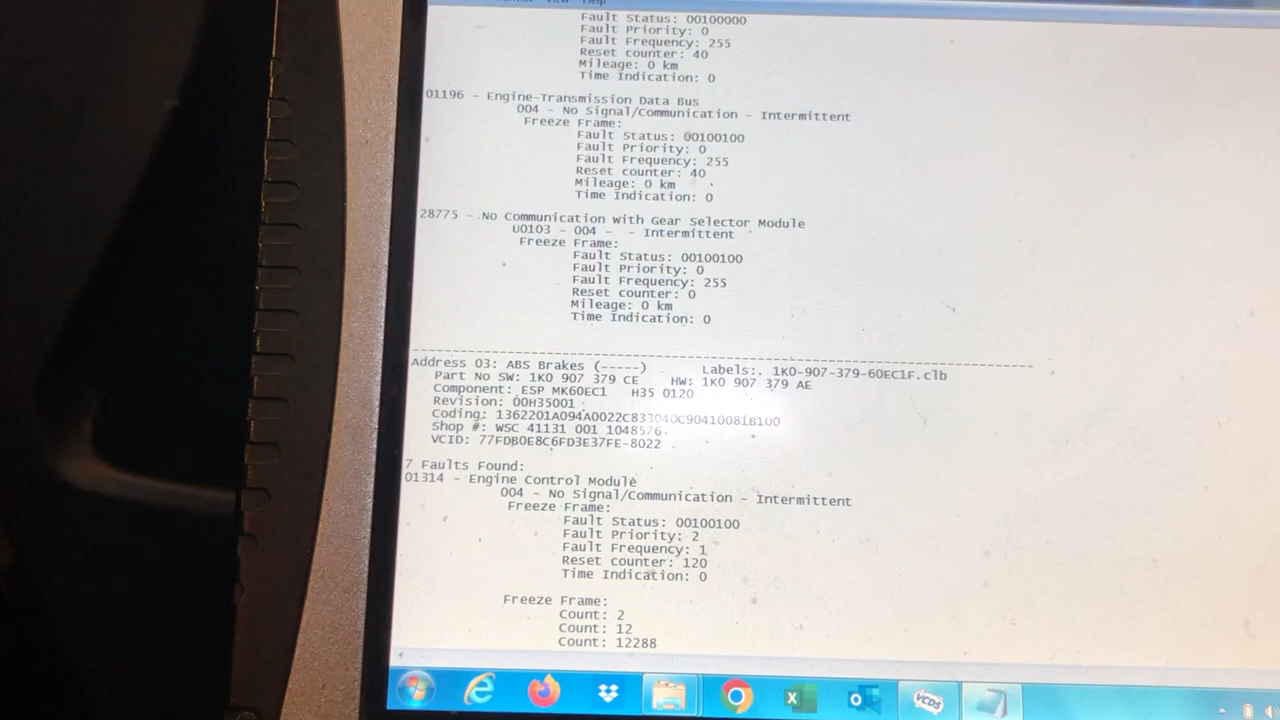 View Help
Fault Status: 00100000
Fault Priority: 0
Fault Frequency: 255
Reset counter: 40
Mileage: 0 km
Time Indication: 0
01196 - Engine-Transmission Data Bus
004 - No Signal/Communication - Intermittent
Freeze Frame:
Fault Status: 00100100
Fault Priority: 0
Fault Frequency: 255
Reset counter: 40
Mileage: 0 km
Time Indication: 0
28775 - No Communication with Gear Selector Module
U0103 - 004 - - Intermittent
Freeze Frame:
Fault Status: 00100100
Fault Priority: 0
Fault Frequency: 255
Reset counter: 0
Mileage: 0 km
Time Indication: 0
-------------------------------------------------------------------------------
Address 03: ABS Brakes (-----) Labels:. 1K0-907-379-60EC1F.clb
Part No SW: 1K0 907 379 CE HW: 1K0 907 379 AE
Component: ESP MK60EC1 H35 0120
Revision: 00H35001
Coding: 1362201A094A0022C833040C90410081B100
Shop #: WSC 41131 001 1048576
VCID: 77FDB0E8C6FD3E37FE-8022
7 Faults Found:
01314 - Engine Control Module
004 - No Signal/Communication - Intermittent
Freeze Frame:
Fault Status: 00100100
Fault Priority: 2
Fault Frequency: 1
Reset counter: 120
Time Indication: 0
Freeze Frame:
Count: 2
Count: 12
Count: 12288
VCDS